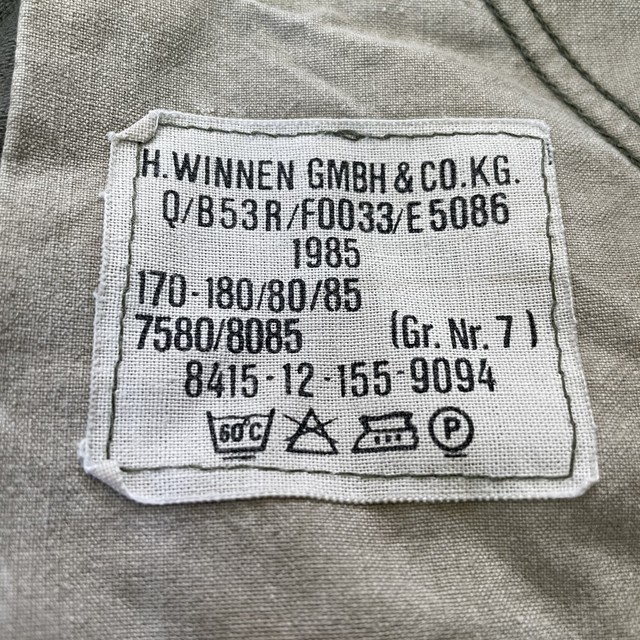 H.WINNEN GMBH & CO.KG.
Q/B53R/F0033/E5086
1985
170-180/80/85
7580/8085 (Gr. Nr. 7)
8415-12-155-9094
60°C P